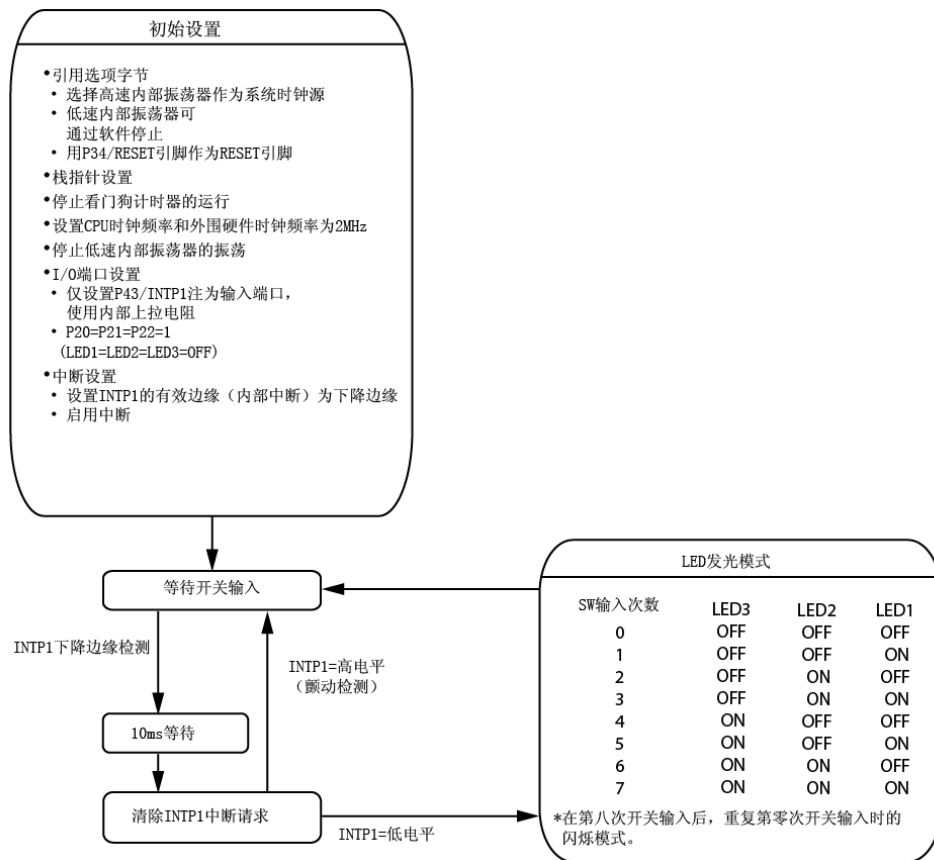 初始设置
•引用选项字节
• 选择高速内部振荡器作为系统时钟源
• 低速内部振荡器可
通过软件停止
• 用P34/RESET引脚作为RESET引脚
•栈指针设置
•停止看门狗计时器的运行
•设置CPU时钟频率和外围硬件时钟频率为2MHz
•停止低速内部振荡器的振荡
•I/O端口设置
• 仅设置P43/INTP1注为输入端口，
使用内部上拉电阻
• P20=P21=P22=1
(LED1=LED2=LED3=OFF)
•中断设置
• 设置INTP1的有效边缘（内部中断）为下降边缘
• 启用中断
等待开关输入
INTP1下降边缘检测
INTP1=高电平
（颤动检测）
10ms等待
清除INTP1中断请求
INTP1=低电平
LED发光模式
SW输入次数 LED3 LED2 LED1
0 OFF OFF OFF
1 OFF OFF ON
2 OFF ON OFF
3 OFF ON ON
4 ON OFF OFF
5 ON OFF ON
6 ON ON OFF
7 ON ON ON
*在第八次开关输入后，重复第零次开关输入时的
闪烁模式。